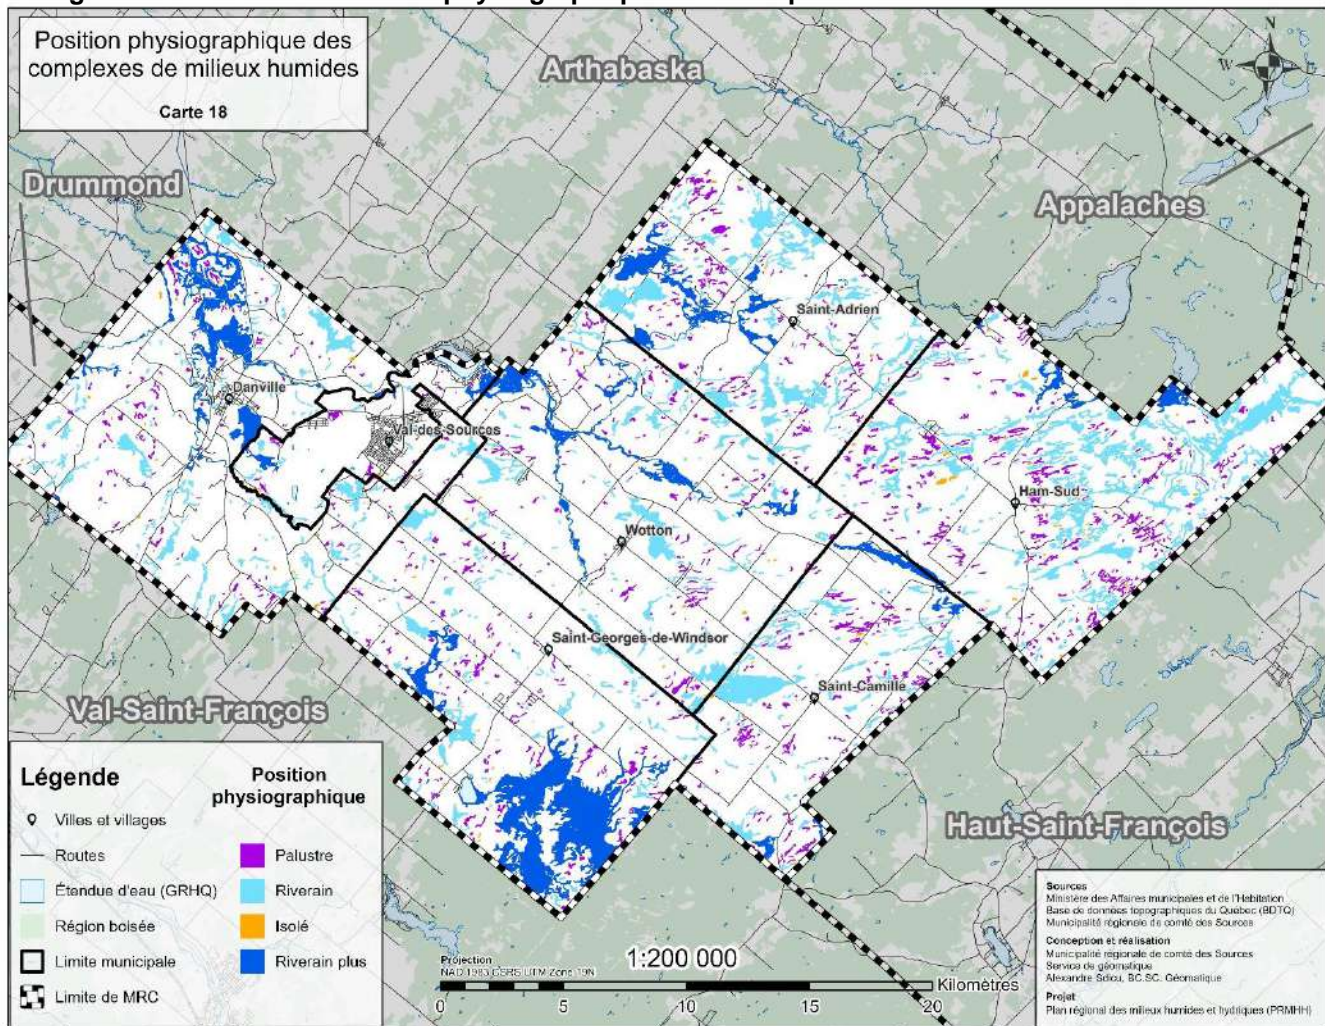 Position physiographique des
complexes de milieux humides
Carte 18
Arthabaska
N
W
Drummond
Appalaches
Saint-Adrien
Danville
Val-des-Sources
Ham-Sud
Wotton
Saint-Georges-de-Windsor
Saint-Camille
Val-Saint-François
Haut-Saint-François
Légende
Villes et villages
Routes
Étendue d'eau (GRHQ)
Région boisée
Limite municipale
Limite de MRC
Position
physiographique
Palustre
Riverain
Isolé
Riverain plus
Projection
NAD 1983 CSRS UTM Zone 19N
1:200 000
Kilomètres
0 5 10 15 20
Sources
Ministère des Affaires municipales et de l'Habitation
Base de données topographiques du Québec (BDTQ)
Municipalité régionale de comté des Sources
Conception et réalisation
Municipalité régionale de comté des Sources
Service de géomatique
Alexandre
BC.SC. Géomatique
Projet
Plan régional des milieux humides et hydriques (PRMHH)